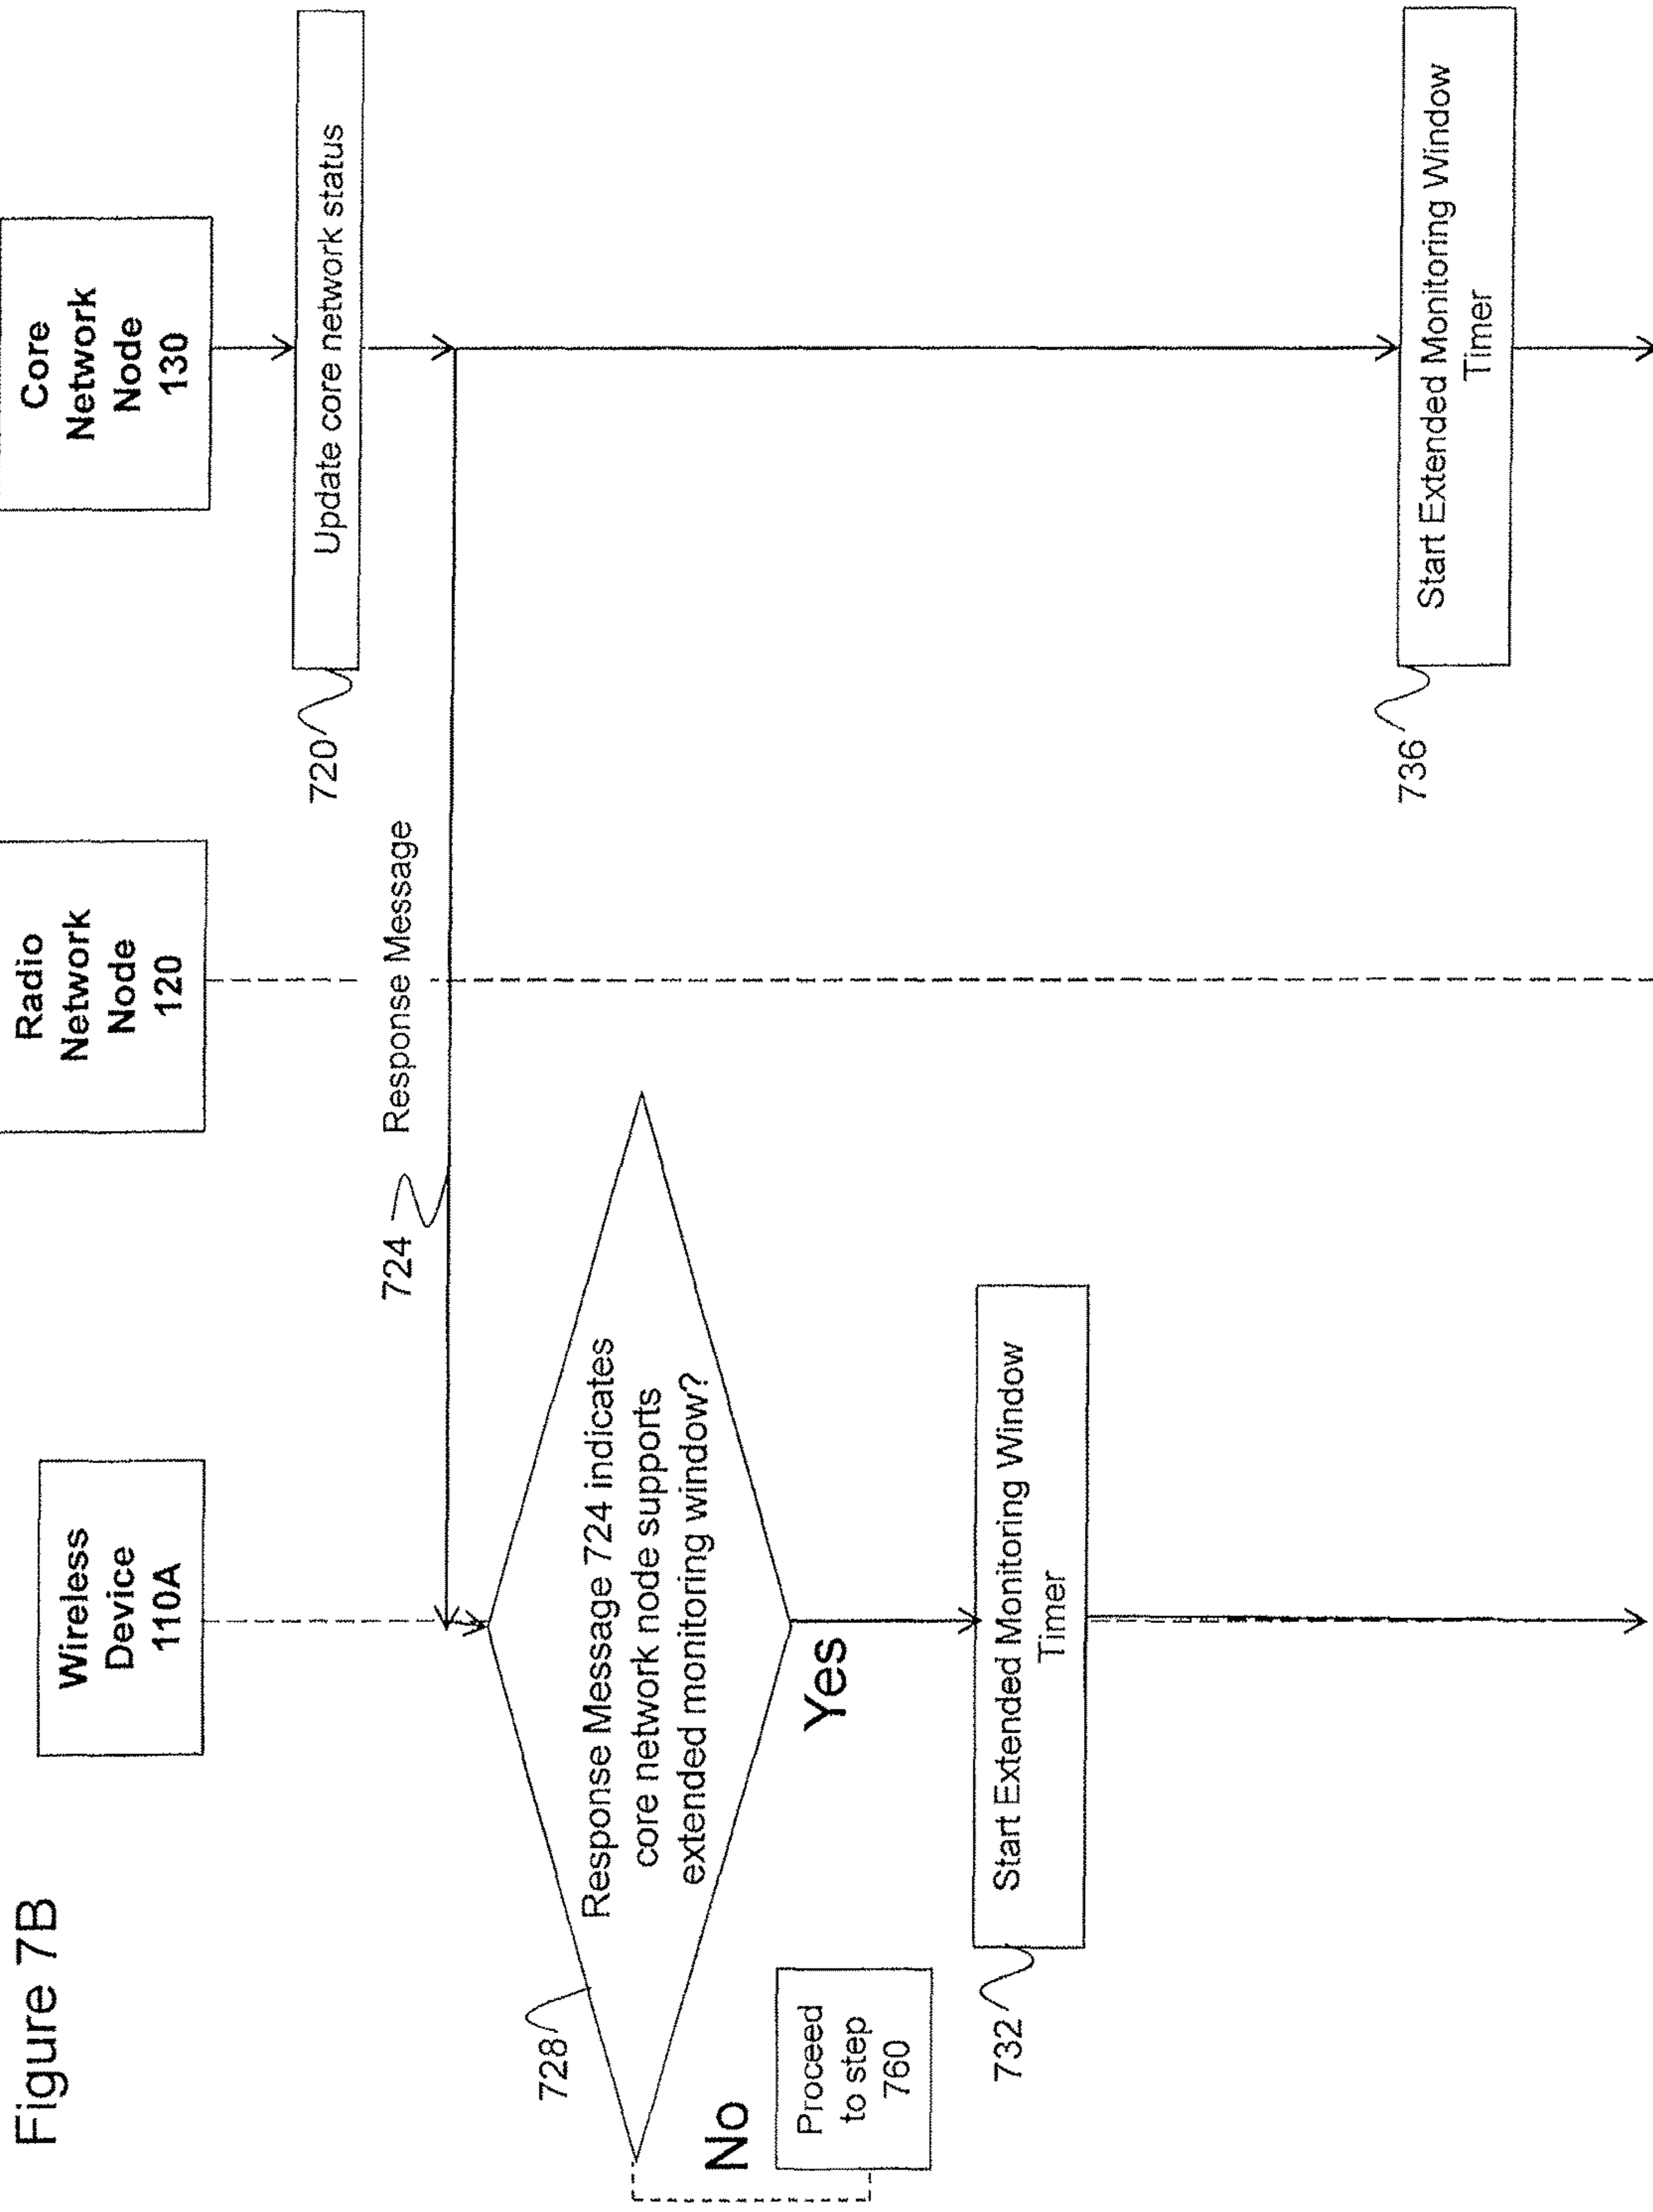 Figure 7B
Wireless
Device
110A
Radio
Network
Node
120
Core
Network
Node
130
720
Update core network status
724
Response Message
728
Response Message 724 indicates
core network node supports
extended monitoring window?
No
Yes
Proceed
to step
760
732
Start Extended Monitoring Window
Timer
736
Start Extended Monitoring Window
Timer